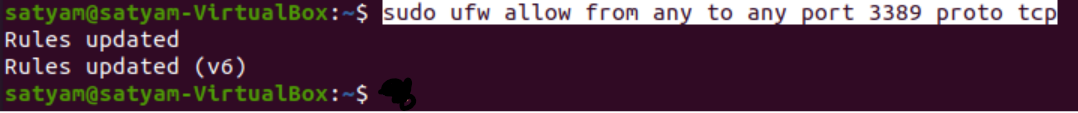 satyam@satyam-VirtualBox:~$ sudo ufw allow from any to any port 3389 proto tcp
Rules updated
Rules updated (v6)
satyam@satyam-VirtualBox:~$